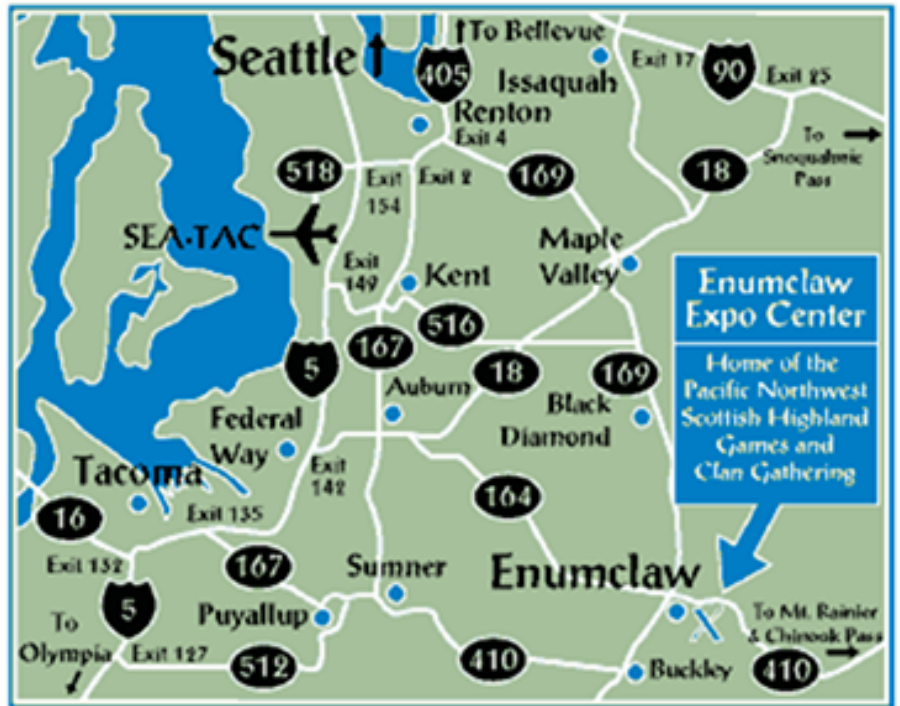 Seattle
405
To Bellevue
Issaquah
Exit 17
90
Exit 25
Renton
Exit 4
To
Snoqualmie
Pass
518
Exit
154
Exit 2
169
18
SEA-TAC
Exit
149
Kent
Maple
Valley
Enumclaw
Expo Center
516
167
5
Auburn
18
169
Home of the
Pacific Northwest
Scottish Highland
Games and
Clan Gathering
Federal
Way
Black
Diamond
Tacoma
Exit
142
164
16
Exit 135
Exit 132
167
Sumner
Enumclaw
5
Puyallup
To
Olympia
Exit 127
512
410
Buckley
To Mt. Rainier
& Chinook Pass
410